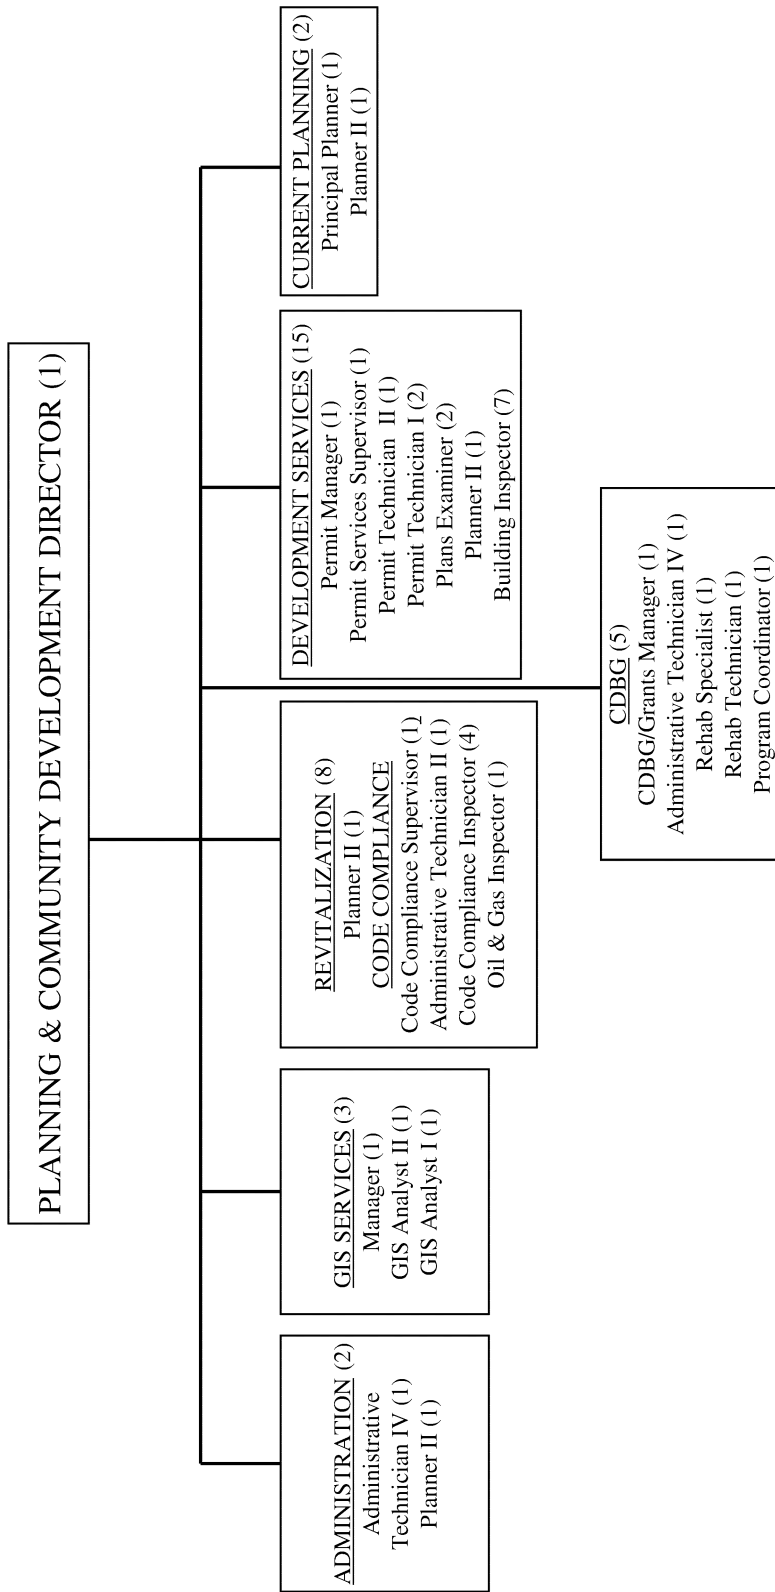 PLANNING & COMMUNITY DEVELOPMENT DIRECTOR (1)
ADMINISTRATION (2)
Administrative
Technician IV (1)
Planner II (1)
GIS SERVICES (3)
Manager (1)
GIS Analyst II (1)
GIS Analyst I (1)
REVITALIZATION (8)
Planner II (1)
CODE COMPLIANCE
Code Compliance Supervisor (1)
Administrative Technician II (1)
Code Compliance Inspector (4)
Oil & Gas Inspector (1)
DEVELOPMENT SERVICES (15)
Permit Manager (1)
Permit Services Supervisor (1)
Permit Technician II (1)
Permit Technician I (2)
Plans Examiner (2)
Planner II (1)
Building Inspector (7)
CURRENT PLANNING (2)
Principal Planner (1)
Planner II (1)
CDBG (5)
CDBG/Grants Manager (1)
Administrative Technician IV (1)
Rehab Specialist (1)
Rehab Technician (1)
Program Coordinator (1)